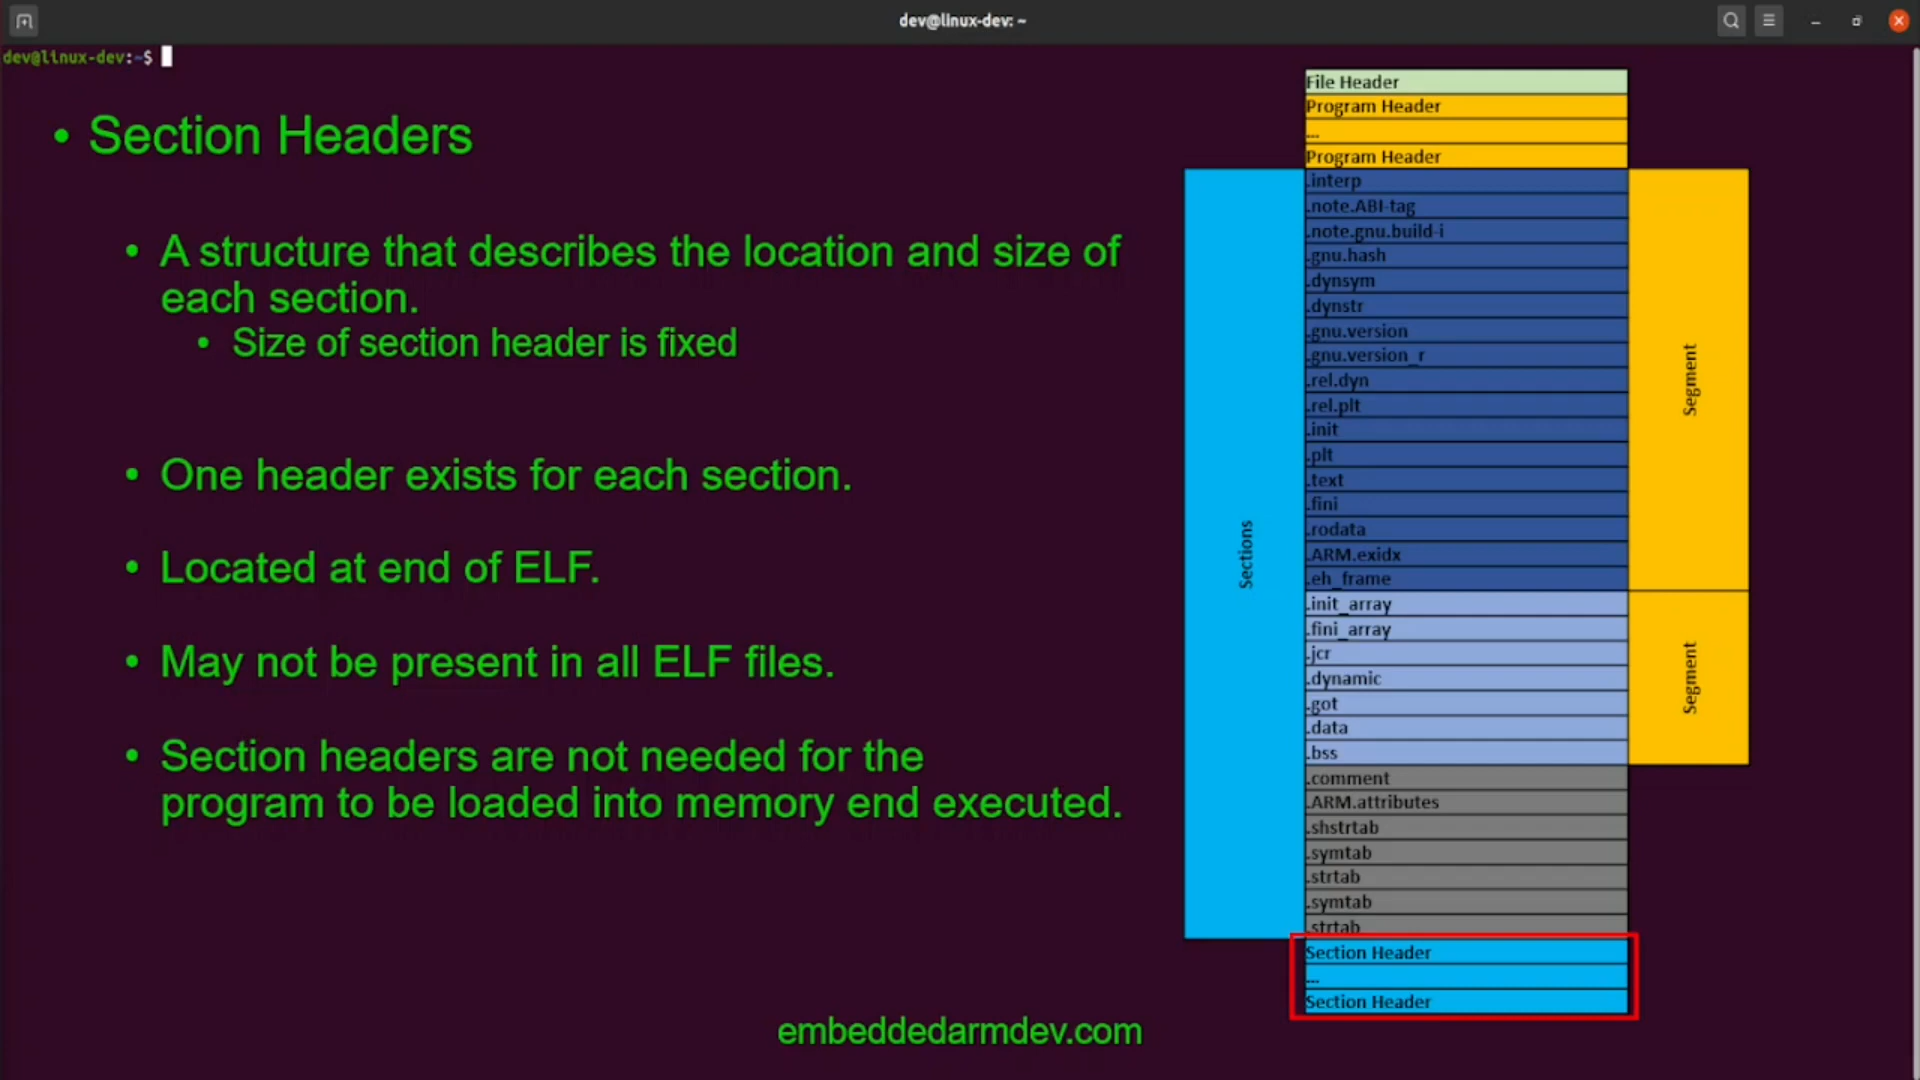 dev@linux-dev: ~
dev@linux-dev:~$
• Section Headers
• A structure that describes the location and size of
each section.
• Size of section header is fixed
• One header exists for each section.
• Located at end of ELF.
• May not be present in all ELF files.
• Section headers are not needed for the
program to be loaded into memory end executed.
embeddedarmdev.com
File Header
Program Header
...
Program Header
.interp
.note.ABI-tag
.note.gnu.build-i
.gnu.hash
.dynsym
.dynstr
.gnu.version
.gnu.version_r
.rel.dyn
.rel.plt
.init
.plt
.text
.fini
.rodata
.ARM.exidx
.eh_frame
.init_array
.fini_array
.jcr
.dynamic
.got
.data
.bss
.comment
.ARM.attributes
.shstrtab
.symtab
.strtab
.symtab
.strtab
Section Header
...
Section Header
Sections
Segment
Segment